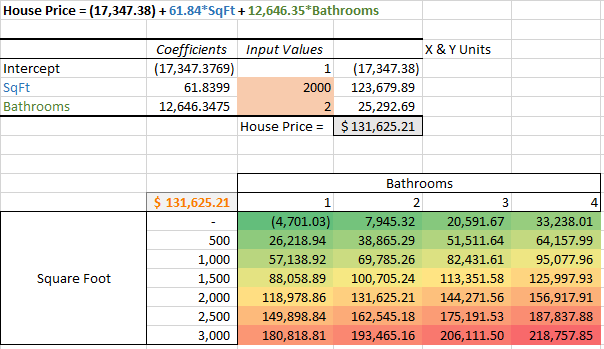 House Price = (17,347.38) + 61.84*SqFt + 12,646.35*Bathrooms
Coefficients Input Values X & Y Units
Intercept (17,347.3769) 1 (17,347.38)
SqFt 61.8399 2000 123,679.89
Bathrooms 12,646.3475 2 25,292.69
House Price = $ 131,625.21
Bathrooms
$ 131,625.21 1 2 3 4
- (4,701.03) 7,945.32 20,591.67 33,238.01
500 26,218.94 38,865.29 51,511.64 64,157.99
1,000 57,138.92 69,785.26 82,431.61 95,077.96
Square Foot 1,500 88,058.89 100,705.24 113,351.58 125,997.93
2,000 118,978.86 131,625.21 144,271.56 156,917.91
2,500 149,898.84 162,545.18 175,191.53 187,837.88
3,000 180,818.81 193,465.16 206,111.50 218,757.85